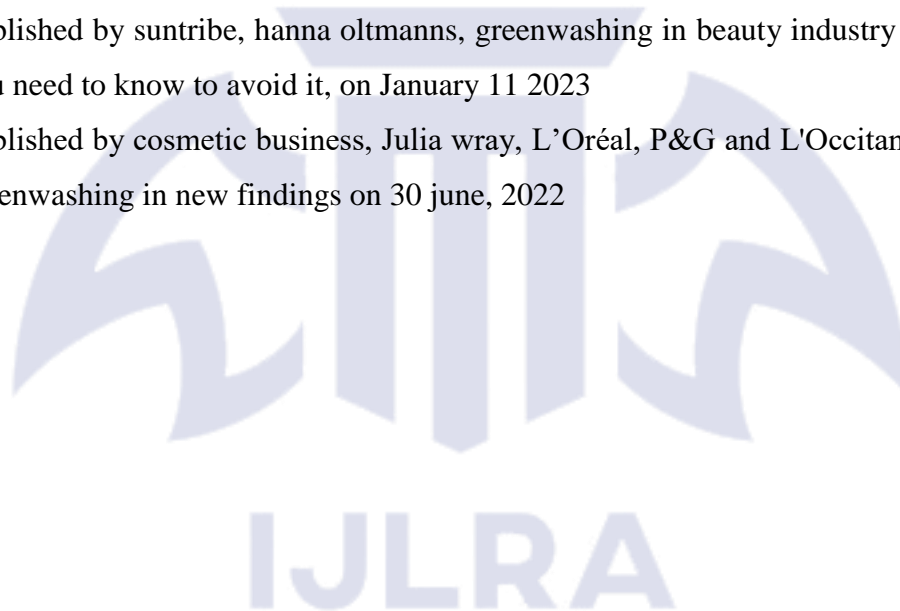 blished by suntribe, hanna oltmanns, greenwashing in beauty industry
need to know to avoid it, on January 11 2023
blished by cosmetic business, Julia wray, L’Oréal, P&G and L'Occitan
enwashing in new findings on 30 june, 2022
IJLRA